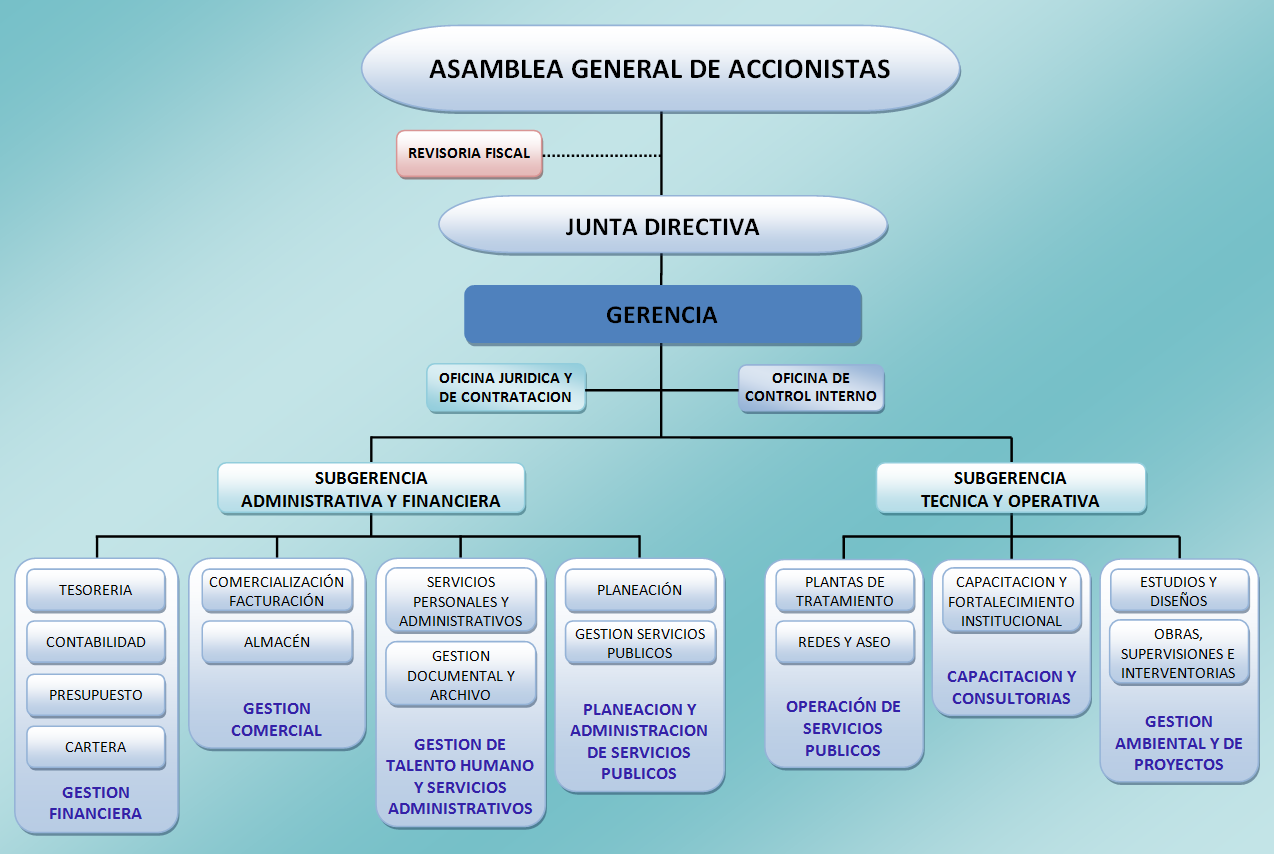 ASAMBLEA GENERAL DE ACCIONISTAS
REVISORIA FISCAL
JUNTA DIRECTIVA
GERENCIA
OFICINA JURIDICA Y
DE CONTRATACION
OFICINA DE
CONTROL INTERNO
SUBGERENCIA
ADMINISTRATIVA Y FINANCIERA
SUBGERENCIA
TECNICA Y OPERATIVA
TESORERIA
CONTABILIDAD
PRESUPUESTO
CARTERA
GESTION
FINANCIERA
COMERCIALIZACIÓN
FACTURACIÓN
ALMACÉN
GESTION
COMERCIAL
SERVICIOS
PERSONALES Y
ADMINISTRATIVOS
GESTION
DOCUMENTAL Y
ARCHIVO
GESTION DE
TALENTO HUMANO
Y SERVICIOS
ADMINISTRATIVOS
PLANEACIÓN
GESTION SERVICIOS
PUBLICOS
PLANEACION Y
ADMINISTRACION
DE SERVICIOS
PUBLICOS
PLANTAS DE
TRATAMIENTO
REDES Y ASEO
OPERACIÓN DE
SERVICIOS
PUBLICOS
CAPACITACION Y
FORTALECIMIENTO
INSTITUCIONAL
CAPACITACION Y
CONSULTORIAS
ESTUDIOS Y
DISEÑOS
OBRAS,
SUPERVISIONES E
INTERVENTORIAS
GESTION
AMBIENTAL Y DE
PROYECTOS